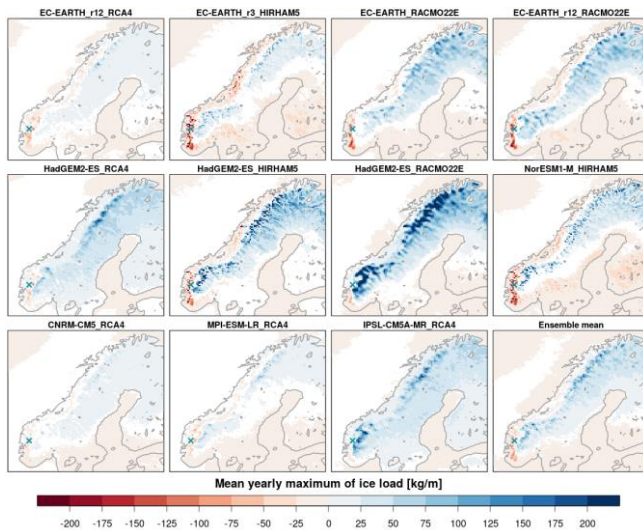 EC-EARTH_r12_RCA4 EC-EARTH_r3_HIRHAM5 EC-EARTH_RACMO22E EC-EARTH_r12_RACMO22E
HadGEM2-ES_RCA4 HadGEM2-ES_HIRHAM5 HadGEM2-ES_RACMO22E NorESM1-M_HIRHAM5
CNRM-CM5_RCA4 MPI-ESM-LR_RCA4 IPSL-CM5A-MR_RCA4 Ensemble mean
Mean yearly maximum of ice load [kg/m]
-200 -175 -150 -125 -100 -75 -50 -25 0 25 50 75 100 125 150 175 200